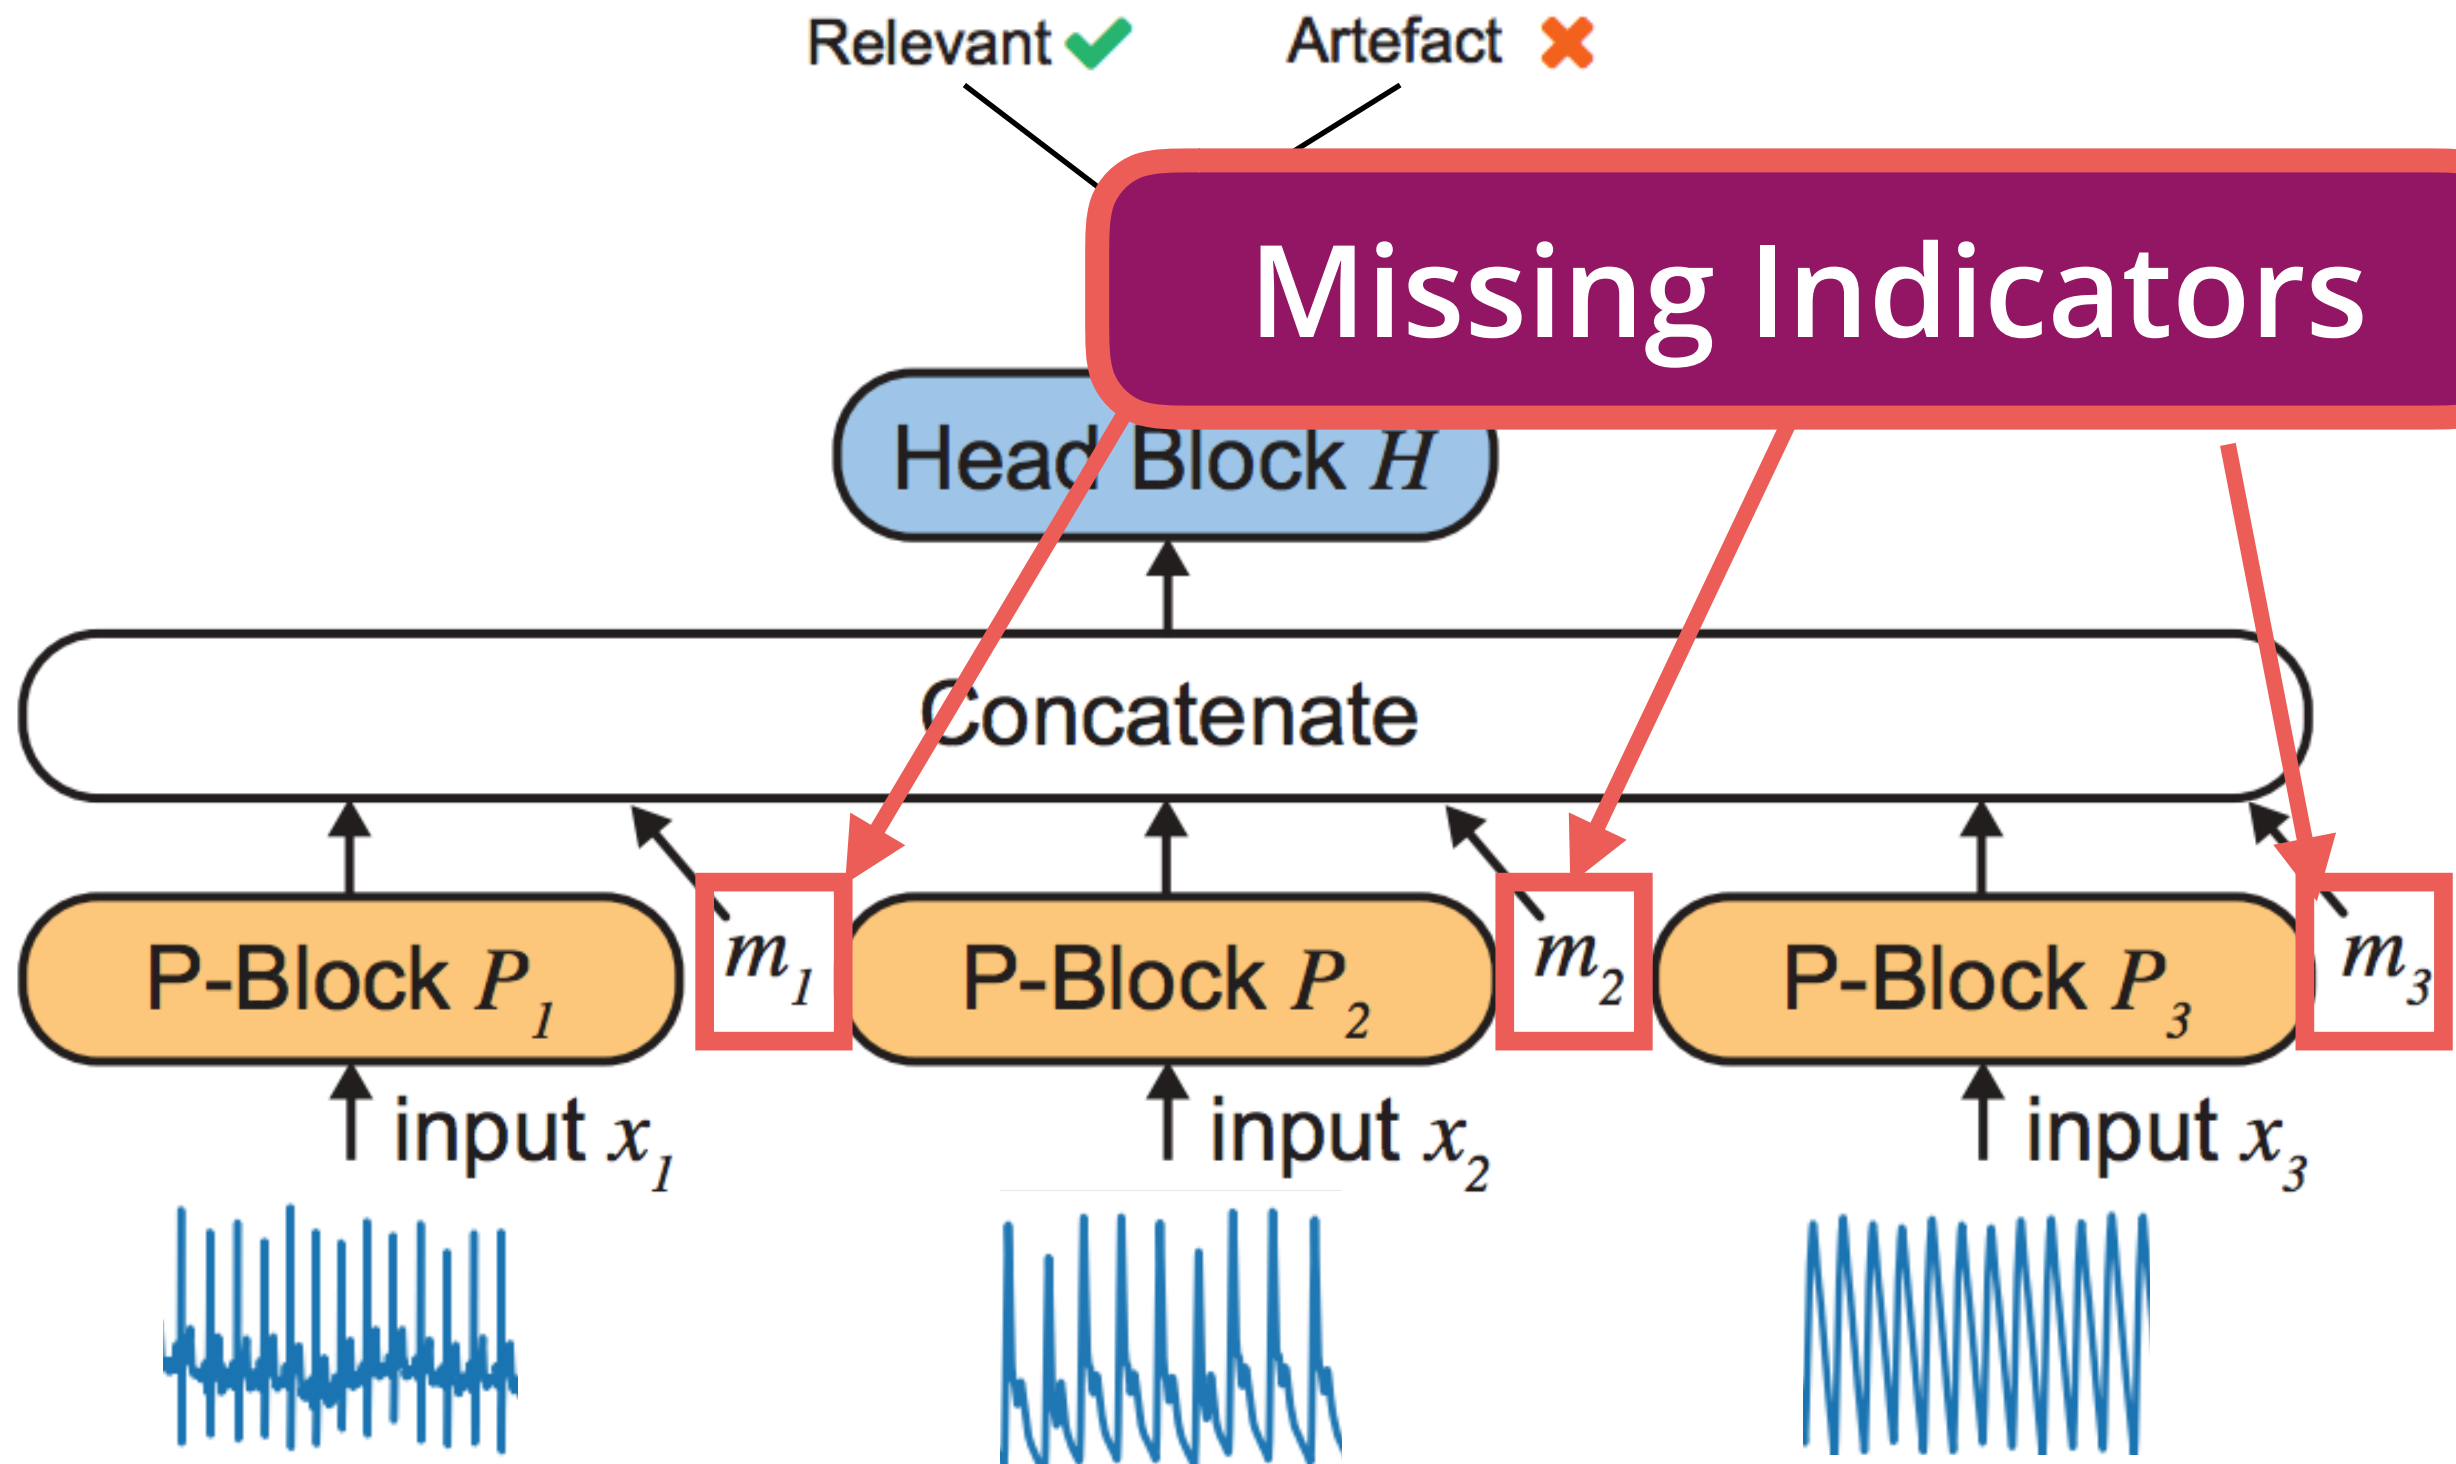 Relevant Artefact
Missing Indicators
Head Block H
Concatenate
P-Block P1 m1 P-Block P2 m2 P-Block P3 m3
input x1 input x2 input x3